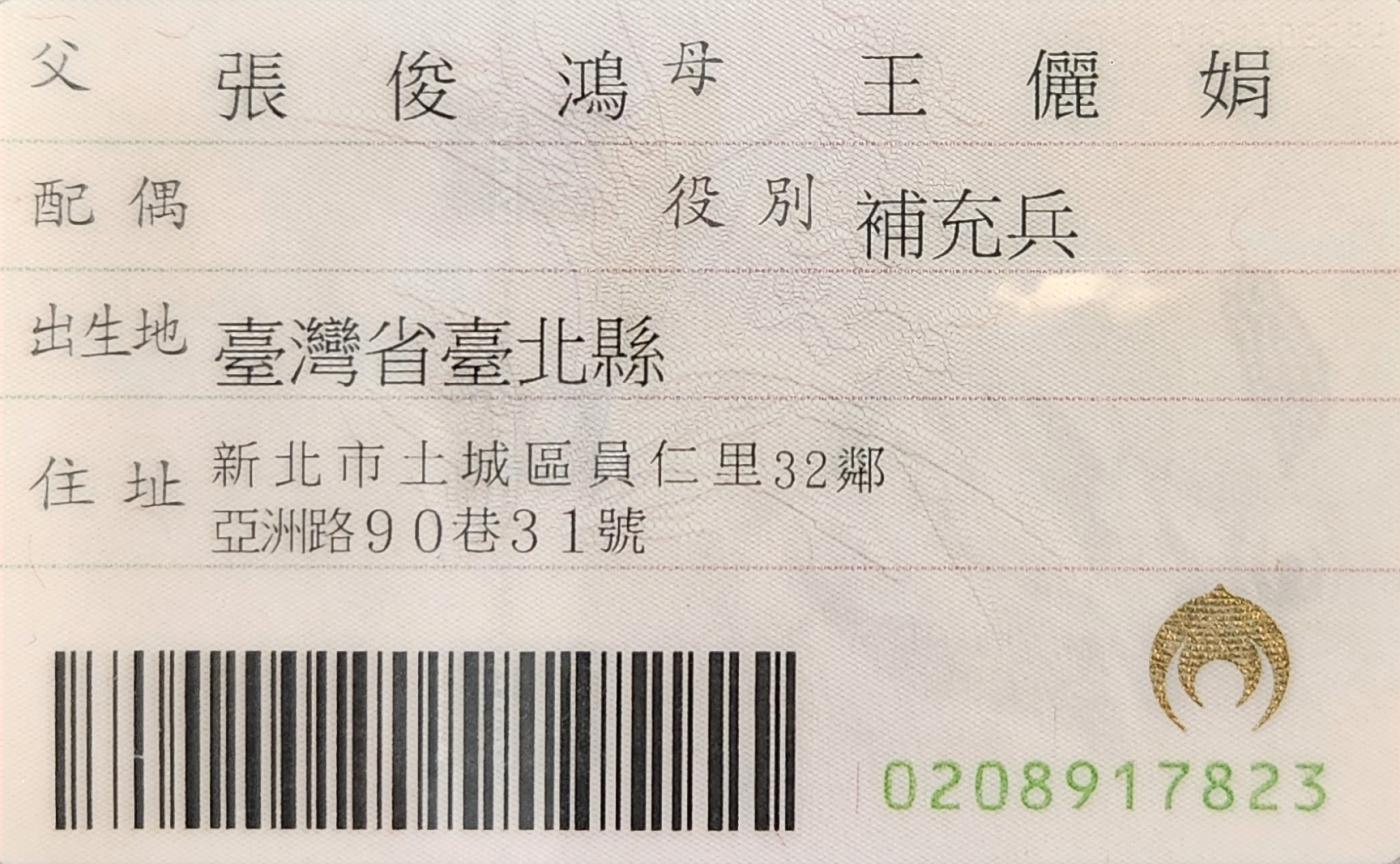 父 張俊鴻 母 王儷娟
配偶 役別 補充兵
出生地 臺灣省臺北縣
住址 新北市土城區員仁里32鄰
亞洲路90巷31號
0208917823